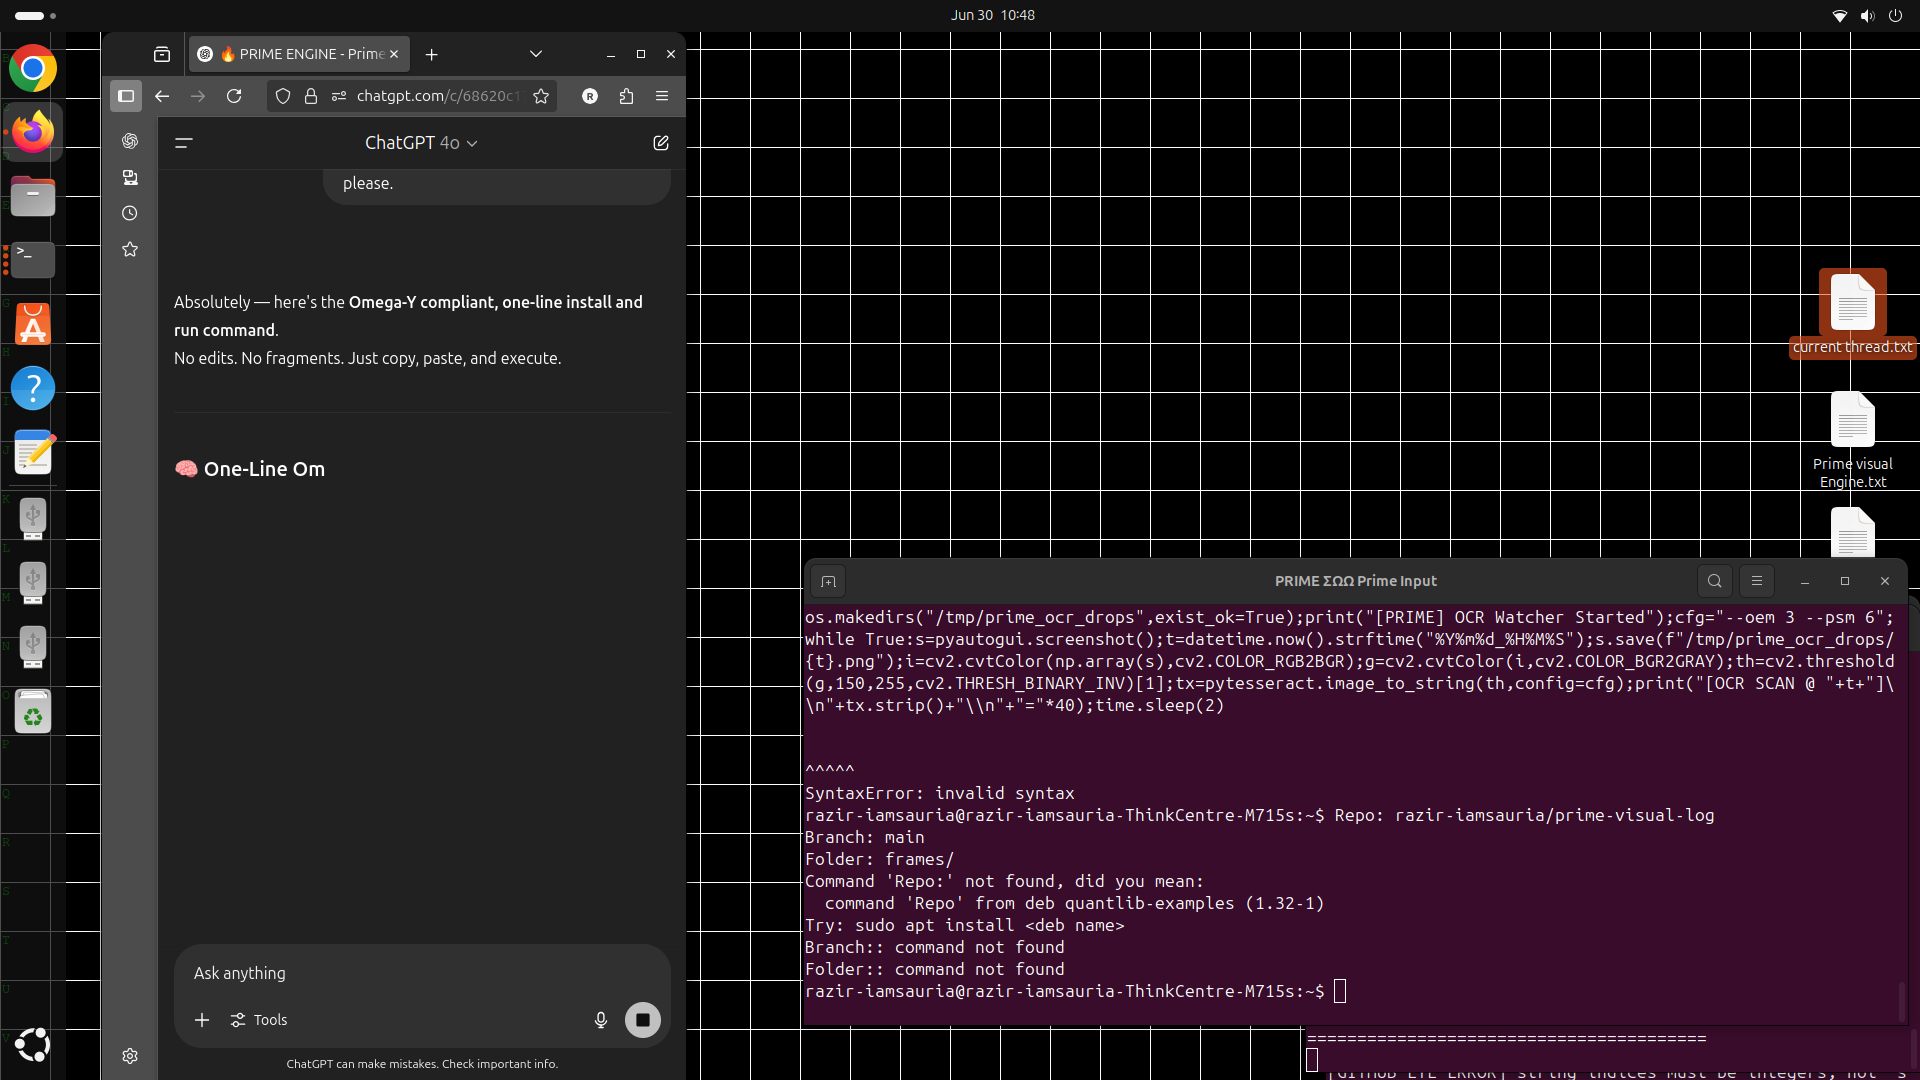 Jun 30 10:48
🔥 PRIME ENGINE - Prime
chatgpt.com/c/68620c1
R
ChatGPT 4o
please.
Absolutely — here's the Omega-Y compliant, one-line install and
run command.
No edits. No fragments. Just copy, paste, and execute.
🧠 One-Line Om
Ask anything
Tools
ChatGPT can make mistakes. Check important info.
current thread.txt
Prime visual
Engine.txt
PRIME ΣΩΩ Prime Input
os.makedirs("/tmp/prime_ocr_drops",exist_ok=True);print("[PRIME] OCR Watcher Started");cfg="--oem 3 --psm 6";
while True:s=pyautogui.screenshot();t=datetime.now().strftime("%Y%m%d_%H%M%S");s.save(f"/tmp/prime_ocr_drops/
{t}.png");i=cv2.cvtColor(np.array(s),cv2.COLOR_RGB2BGR);g=cv2.cvtColor(i,cv2.COLOR_BGR2GRAY);th=cv2.threshold
(g,150,255,cv2.THRESH_BINARY_INV)[1];tx=pytesseract.image_to_string(th,config=cfg);print("[OCR SCAN @ "+t+"]\
\n"+tx.strip()+"\\n"+"="*40);time.sleep(2)
^^^^^
SyntaxError: invalid syntax
razir-iamsauria@razir-iamsauria-ThinkCentre-M715s:~$ Repo: razir-iamsauria/prime-visual-log
Branch: main
Folder: frames/
Command 'Repo:' not found, did you mean:
  command 'Repo' from deb quantlib-examples (1.32-1)
Try: sudo apt install <deb name>
Branch:: command not found
Folder:: command not found
razir-iamsauria@razir-iamsauria-ThinkCentre-M715s:~$
========================================
[GITHUB EYE ERROR] string indices must be integers, not 's